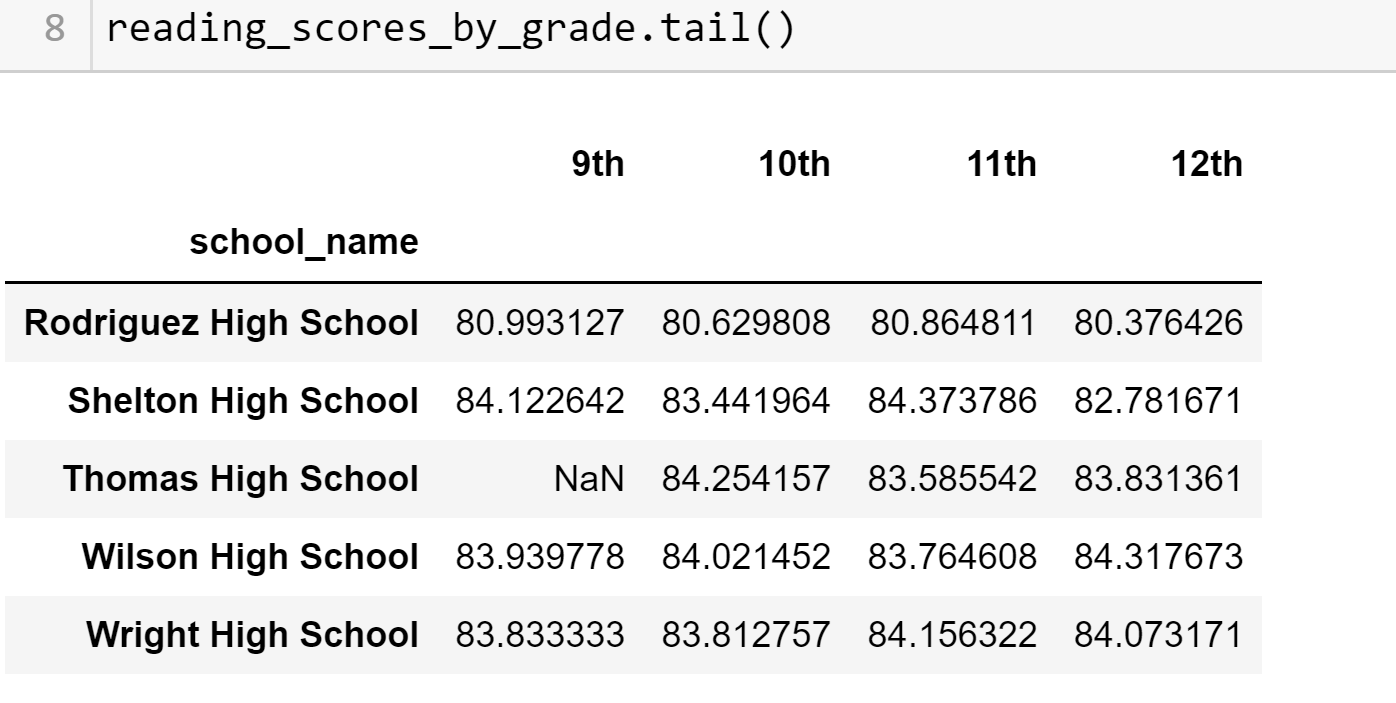 8 reading_scores_by_grade.tail()
9th 10th 11th 12th
school_name
Rodriguez High School 80.993127 80.629808 80.864811 80.376426
Shelton High School 84.122642 83.441964 84.373786 82.781671
Thomas High School NaN 84.254157 83.585542 83.831361
Wilson High School 83.939778 84.021452 83.764608 84.317673
Wright High School 83.833333 83.812757 84.156322 84.073171